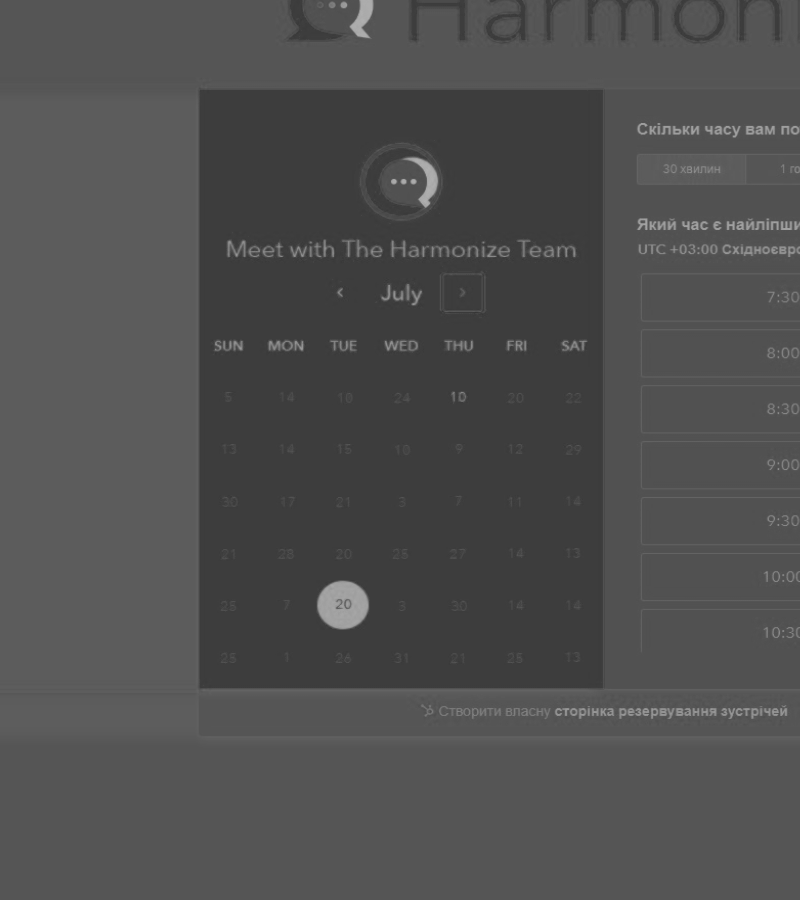 Harmoni
Meet with The Harmonize Team
July
SUN MON TUE WED THU FRI SAT
5 14 18 24 10 20 22
13 14 15 18 9 12 29
30 17 21 3 7 11 14
21 28 20 25 27 14 13
25 7 20 3 30 14 14
25 1 26 31 21 25 13
Скільки часу вам по
30 хвилин 1 го
Який час є найліпши
UTC +03:00 Східноєвро
7:30
8:00
8:30
9:00
9:30
10:00
10:30
Створити власну сторінка резервування зустрічей